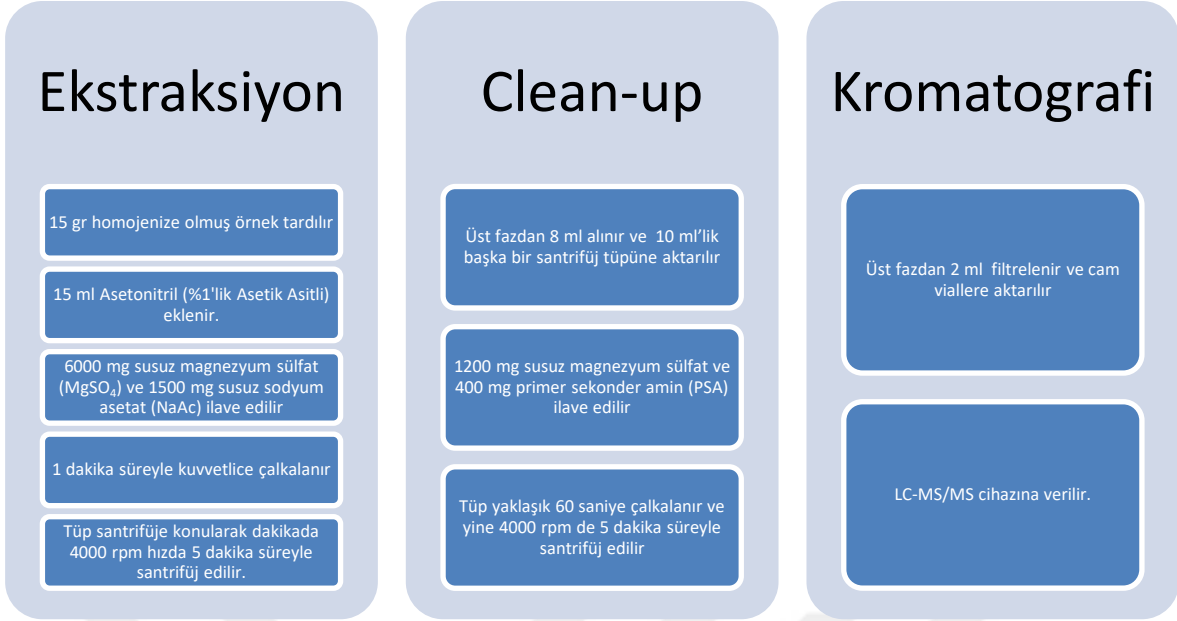 Ekstraksiyon
15 gr homojenize olmuş örnek tartılır
15 ml Asetonitril (%1'lik Asetik Asitli)
eklenir.
6000 mg susuz magnezyum sülfat
(MgSO₄) ve 1500 mg susuz sodyum
asetat (NaAc) ilave edilir
1 dakika süreyle kuvvetlice çalkalanır
Tüp santrifüje konularak dakikada
4000 rpm hızda 5 dakika süreyle
santrifüj edilir.
Clean-up
Üst fazdan 8 ml alınır ve 10 ml’lik
başka bir santrifüj tüpüne aktarılır
1200 mg susuz magnezyum sülfat ve
400 mg primer sekonder amin (PSA)
ilave edilir
Tüp yaklaşık 60 saniye çalkalanır ve
yine 4000 rpm de 5 dakika süreyle
santrifüj edilir
Kromatografi
Üst fazdan 2 ml filtrelenir ve cam
viallere aktarılır
LC-MS/MS cihazına verilir.